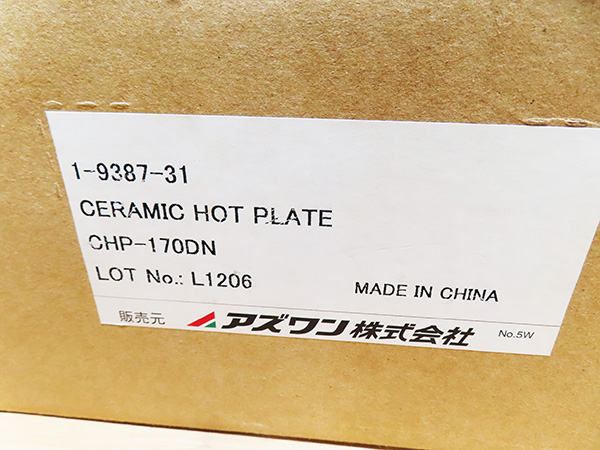 1-9387-31
CERAMIC HOT PLATE
CHP-170DN
LOT No.: L1206
MADE IN CHINA
販売元 アズワン株式会社 No.5W